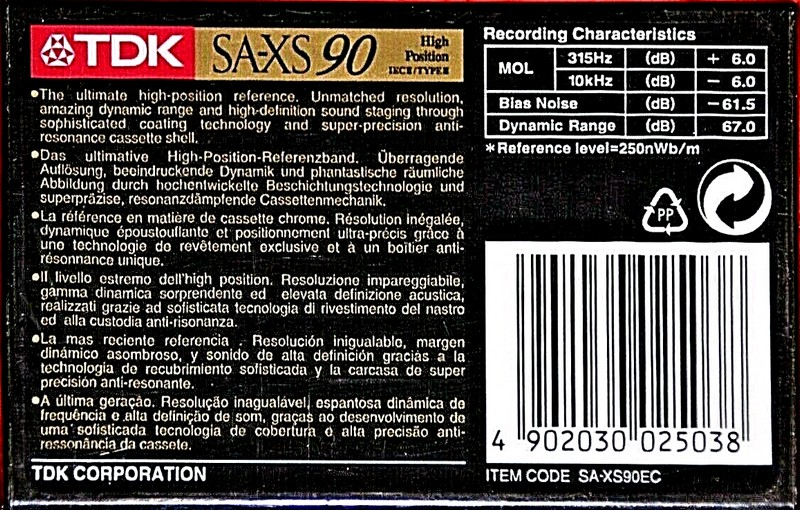 TDK SA-XS 90 High
Position
IECII/TYPE II
•The ultimate high-position reference. Unmatched resolution,
amazing dynamic range and high-definition sound staging through
sophisticated coating technology and super-precision anti-
resonance cassette shell.
•Das ultimative High-Position-Referenzband. Überragende
Auflösung, beeindruckende Dynamik und phantastische räumliche
Abbildung durch hochentwickelte Beschichtungstechnologie und
superpräzise, resonanzdämpfende Cassettenmechanik.
•La référence en matière de cassette chrome. Résolution inégalée,
dynamique époustouflante et positionnement ultra-précis grâce à
une technologie de revêtement exclusive et à un boîtier anti-
résonnance unique.
•Il livello estremo dell'high position. Resoluzione impareggiabile,
gamma dinamica sorprendente ed elevata definizione acustica,
realizzati grazie ad sofisticata tecnologia di rivestimento del nastro
ed alla custodia anti-risonanza.
•La mas reciente referencia . Resolución inigualable, margen
dinámico asombroso, y sonido de alta definición gracias a la
technologia de recubrimiento sofisticada y la carcasa de super
precisión anti-resonante.
•A última geração. Resolução inagualável, espantosa dinâmica de
frequência e alta definição de som, graças ao desenvolvimento de
uma sofisticada tecnologia de cobertura e alta precisão anti-
ressonância da cassete.
TDK CORPORATION
Recording Characteristics
MOL 315Hz (dB) + 6.0
10kHz (dB) − 6.0
Bias Noise (dB) −61.5
Dynamic Range (dB) 67.0
*Reference level=250nWb/m
PP
4 902030 025038
ITEM CODE SA-XS90EC